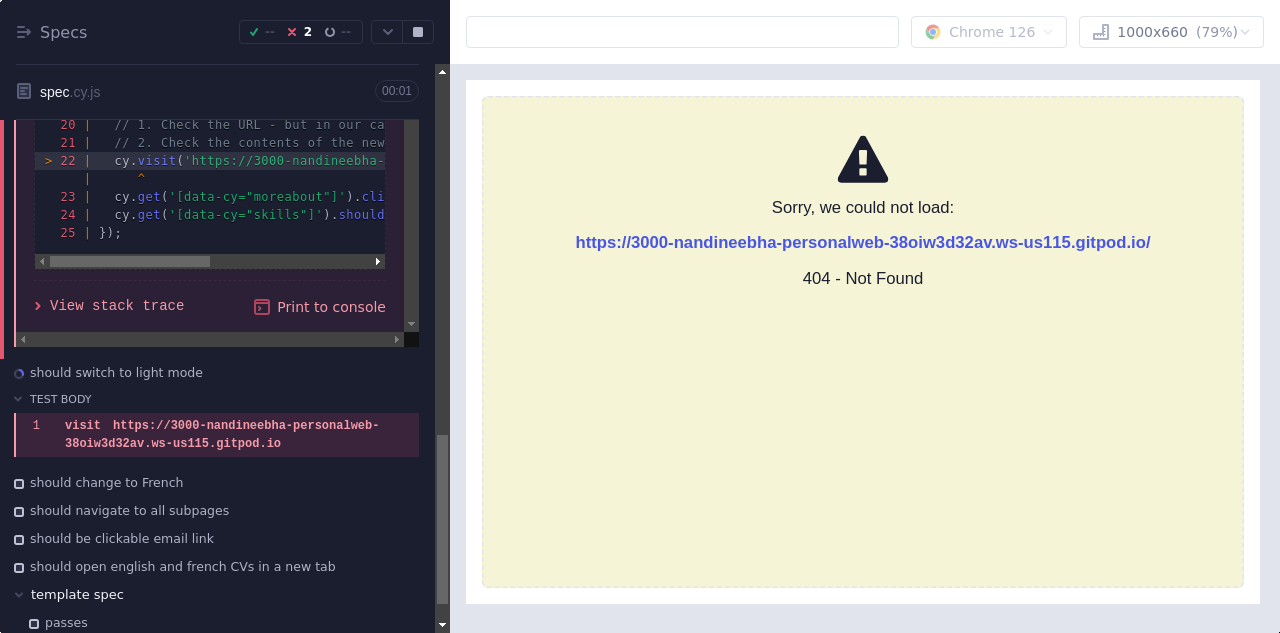 Specs
-- 2 --
spec.cy.js
00:01
20 | // 1. Check the URL - but in our ca
21 | // 2. Check the contents of the new
> 22 | cy.visit('https://3000-nandineebha-
| ^
23 | cy.get('[data-cy="moreabout"]').cli
24 | cy.get('[data-cy="skills"]').should
25 | });
View stack trace
Print to console
should switch to light mode
TEST BODY
1 visit https://3000-nandineebha-personalweb-
38oiw3d32av.ws-us115.gitpod.io
should change to French
should navigate to all subpages
should be clickable email link
should open english and french CVs in a new tab
template spec
passes
Chrome 126
1000x660 (79%)
Sorry, we could not load:
https://3000-nandineebha-personalweb-38oiw3d32av.ws-us115.gitpod.io/
404 - Not Found